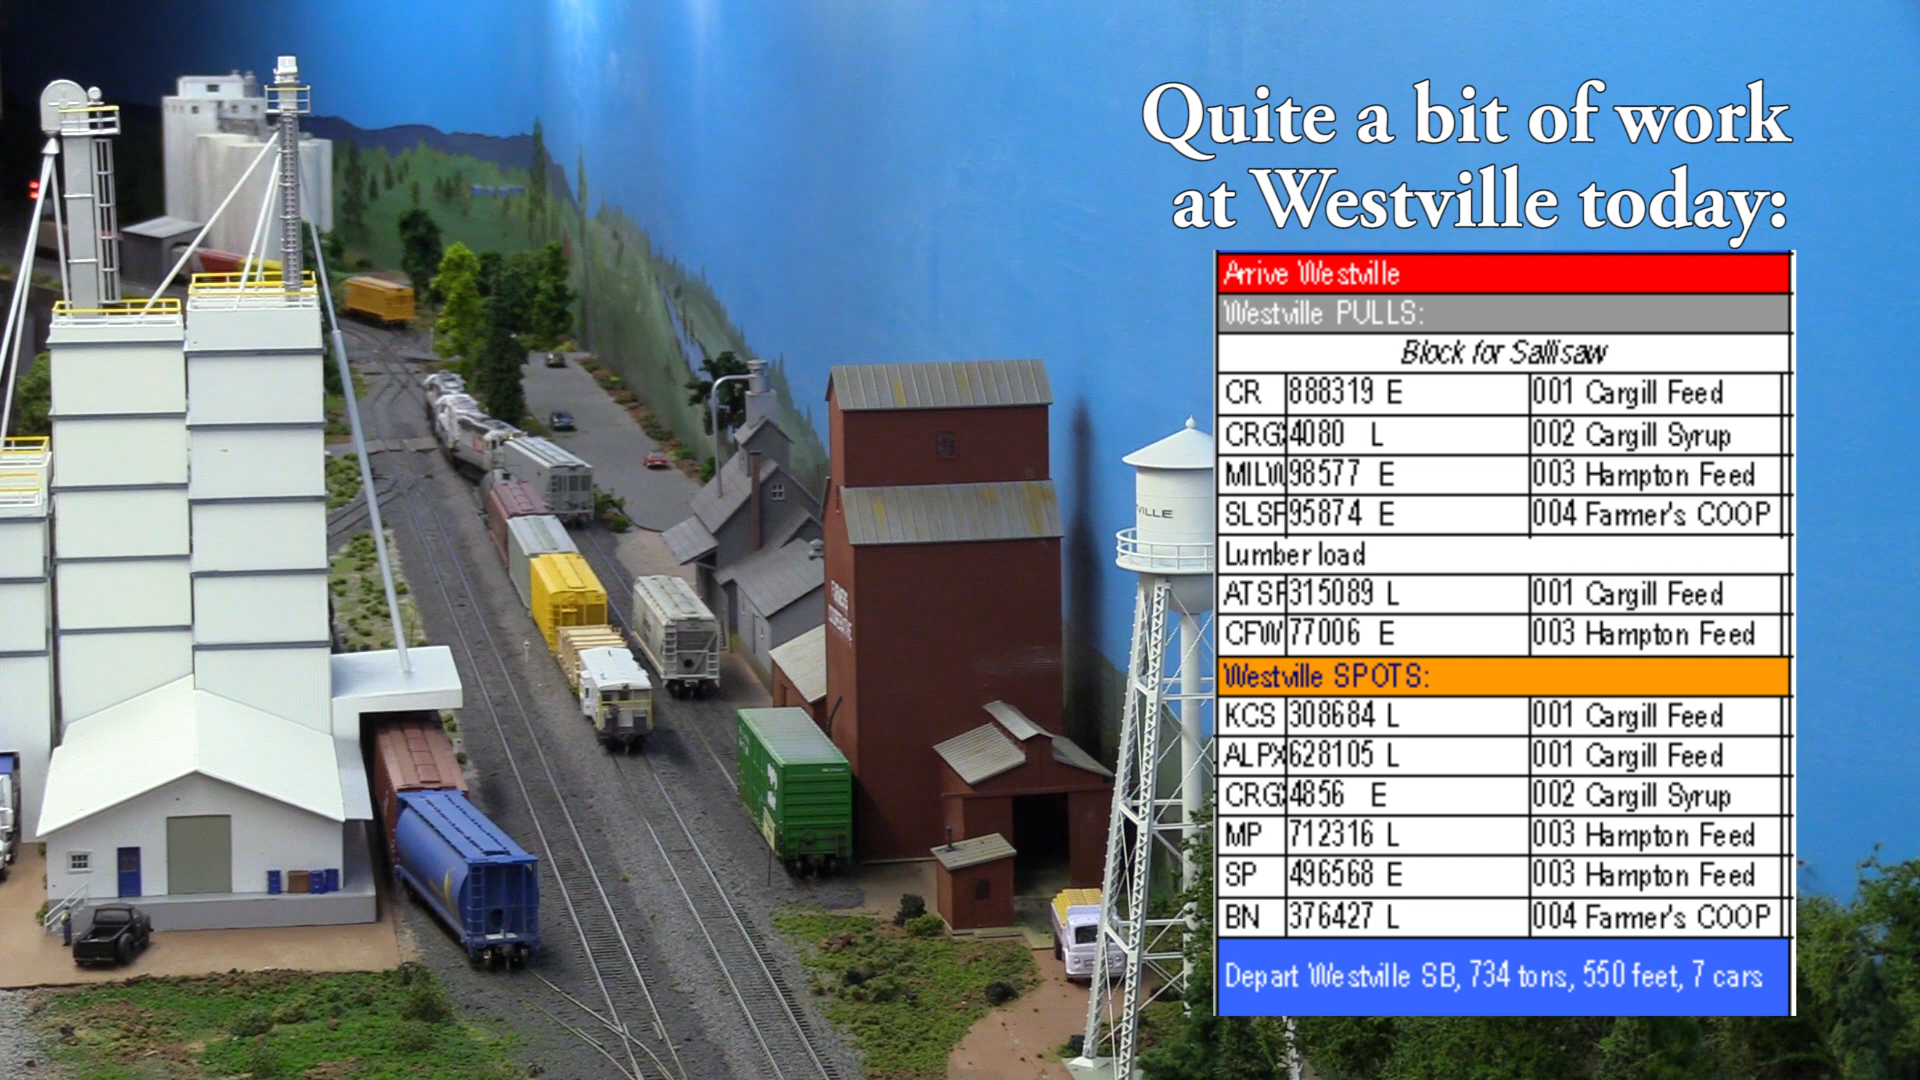 Quite a bit of work
at Westville today:
Arrive Westville
Westville PULLS:
Block for Sallisaw
CR 888319 E 001 Cargill Feed
CRGX 4080 L 002 Cargill Syrup
MILW 98577 E 003 Hampton Feed
SLSF 95874 E 004 Farmer's COOP
Lumber load
ATSF 315089 L 001 Cargill Feed
CFW 77006 E 003 Hampton Feed
Westville SPOTS:
KCS 308684 L 001 Cargill Feed
ALPX 628105 L 001 Cargill Feed
CRGX 4856 E 002 Cargill Syrup
MP 712316 L 003 Hampton Feed
SP 496568 E 003 Hampton Feed
BN 376427 L 004 Farmer's COOP
Depart Westville SB, 734 tons, 550 feet, 7 cars
VILLE
FARMERS